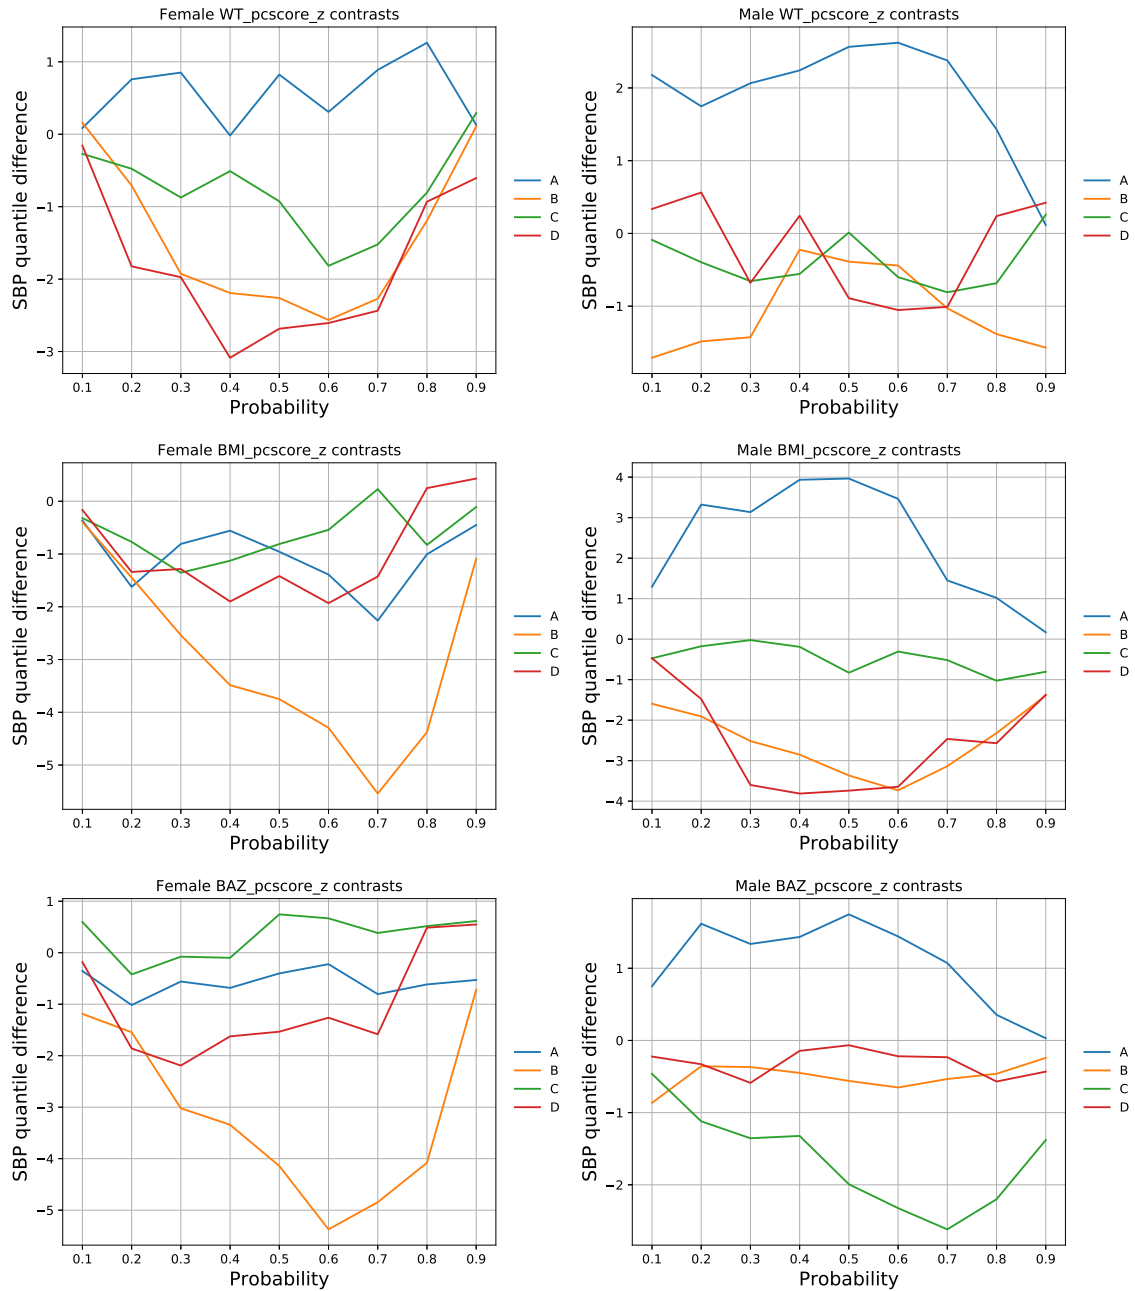 Female WT_pcscore_z contrasts
SBP quantile difference
1
0
−1
−2
−3
0.1 0.2 0.3 0.4 0.5 0.6 0.7 0.8 0.9
Probability
A
B
C
D
Male WT_pcscore_z contrasts
SBP quantile difference
2
1
0
−1
0.1 0.2 0.3 0.4 0.5 0.6 0.7 0.8 0.9
Probability
A
B
C
D
Female BMI_pcscore_z contrasts
SBP quantile difference
0
−1
−2
−3
−4
−5
0.1 0.2 0.3 0.4 0.5 0.6 0.7 0.8 0.9
Probability
A
B
C
D
Male BMI_pcscore_z contrasts
SBP quantile difference
4
3
2
1
0
−1
−2
−3
−4
0.1 0.2 0.3 0.4 0.5 0.6 0.7 0.8 0.9
Probability
A
B
C
D
Female BAZ_pcscore_z contrasts
SBP quantile difference
1
0
−1
−2
−3
−4
−5
0.1 0.2 0.3 0.4 0.5 0.6 0.7 0.8 0.9
Probability
A
B
C
D
Male BAZ_pcscore_z contrasts
SBP quantile difference
1
0
−1
−2
0.1 0.2 0.3 0.4 0.5 0.6 0.7 0.8 0.9
Probability
A
B
C
D